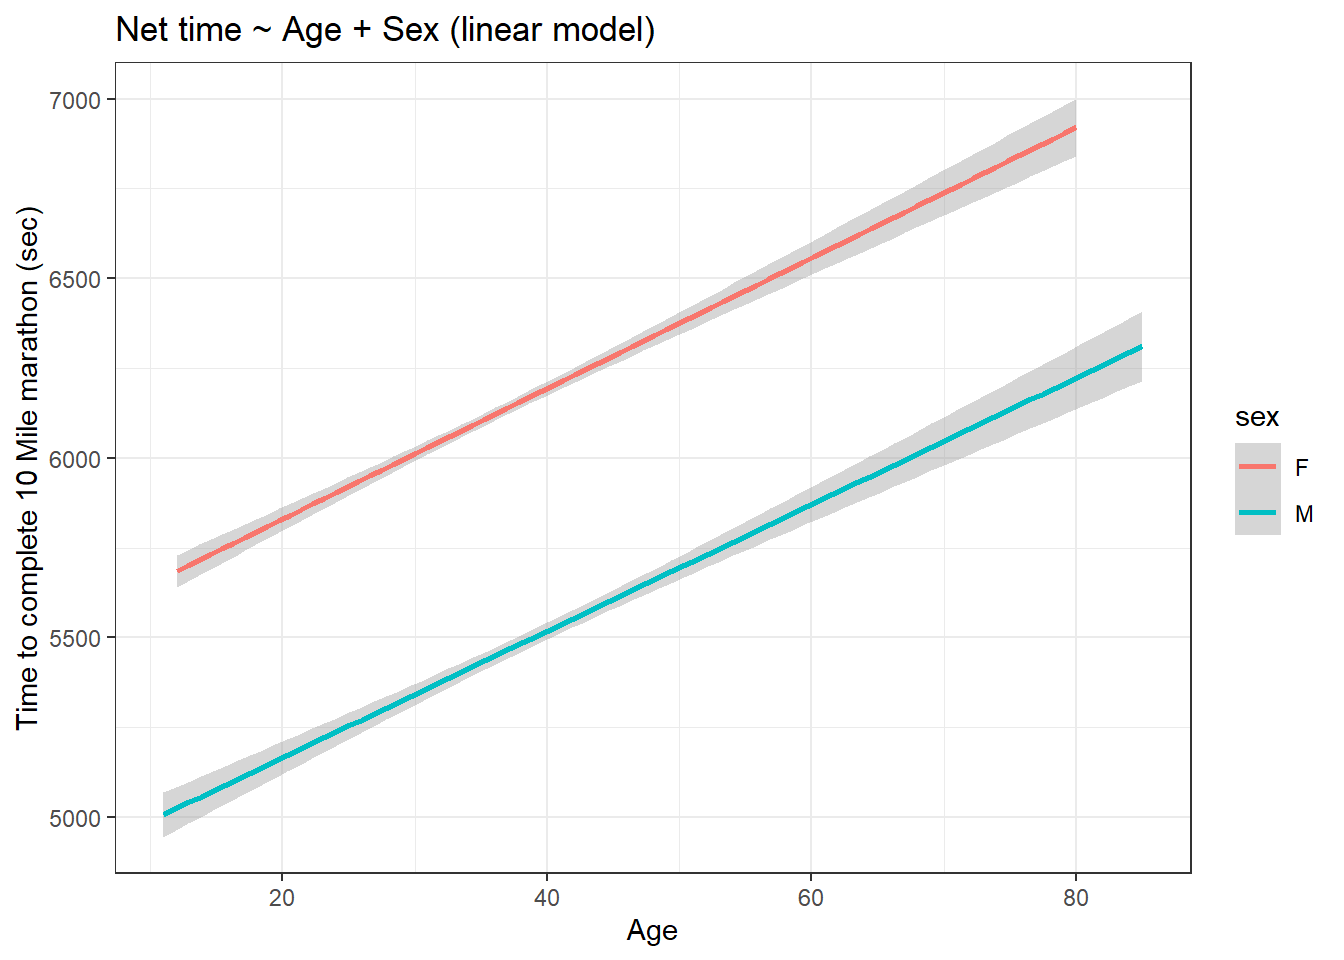 Net time ~ Age + Sex (linear model)
Time to complete 10 Mile marathon (sec)
7000
6500
6000
5500
5000
20
40
60
80
Age
sex
F
M